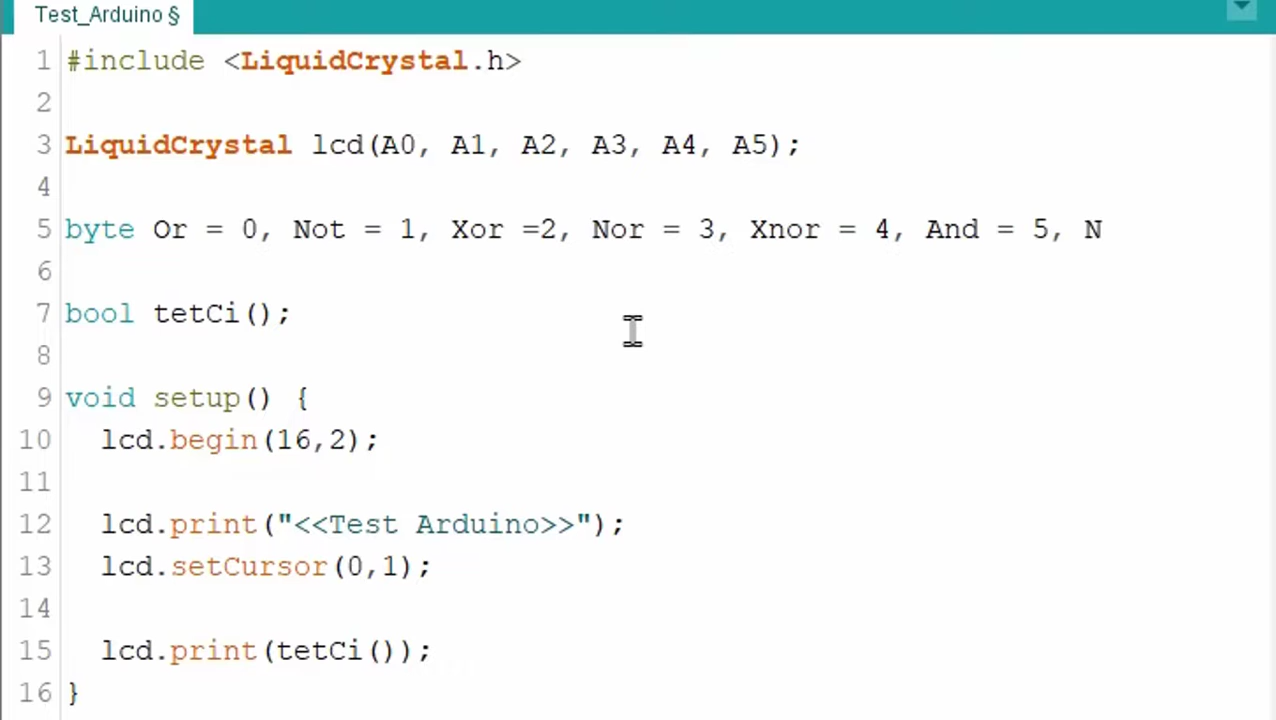 Test_Arduino §
1 #include <LiquidCrystal.h>
2
3 LiquidCrystal lcd(A0, A1, A2, A3, A4, A5);
4
5 byte Or = 0, Not = 1, Xor =2, Nor = 3, Xnor = 4, And = 5, N
6
7 bool tetCi();
8
9 void setup() {
10 lcd.begin(16,2);
11
12 lcd.print("<<Test Arduino>>");
13 lcd.setCursor(0,1);
14
15 lcd.print(tetCi());
16 }